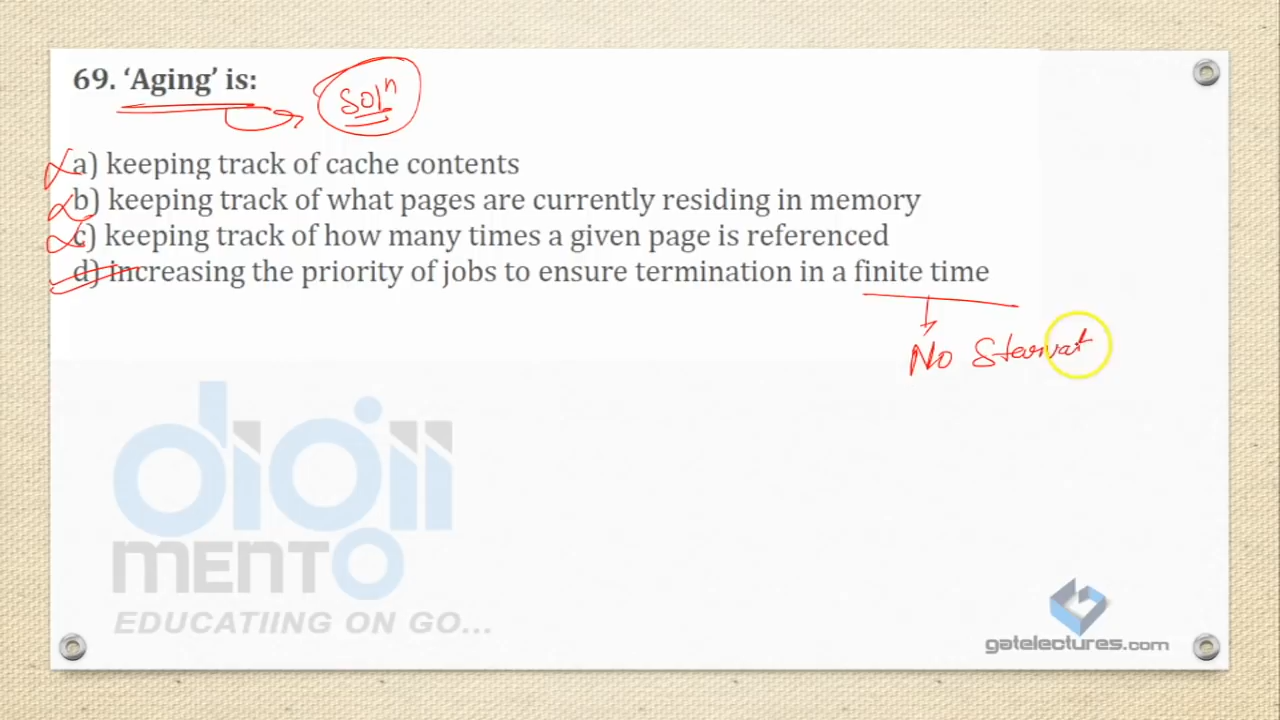 69. ‘Aging’ is:
Solⁿ
a) keeping track of cache contents
b) keeping track of what pages are currently residing in memory
c) keeping track of how many times a given page is referenced
d) increasing the priority of jobs to ensure termination in a finite time
No Starvat
digii
MENTO
EDUCATIING ON GO...
gatelectures.com